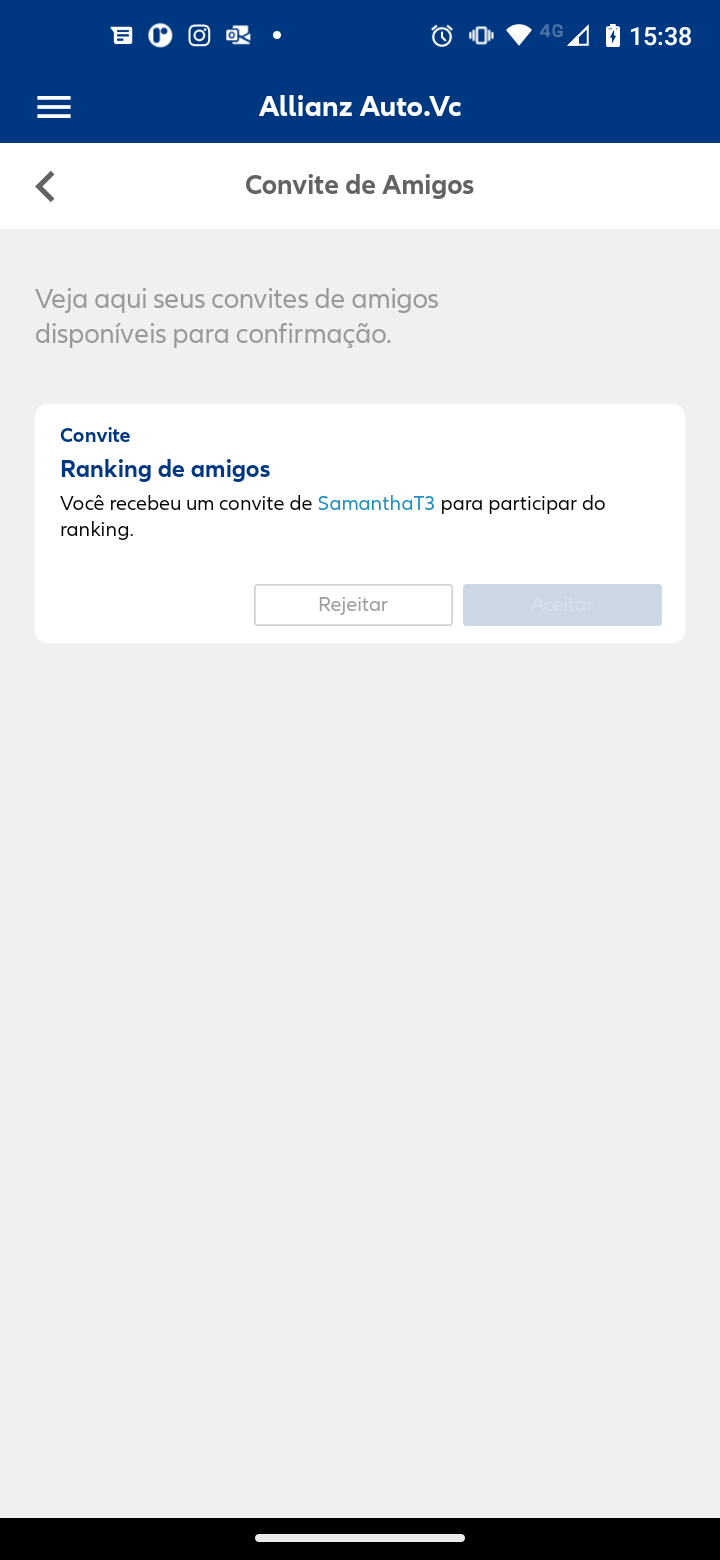 4G 15:38
Allianz Auto.Vc
Convite de Amigos
Veja aqui seus convites de amigos
disponíveis para confirmação.
Convite
Ranking de amigos
Você recebeu um convite de SamanthaT3 para participar do
ranking.
Rejeitar Aceitar